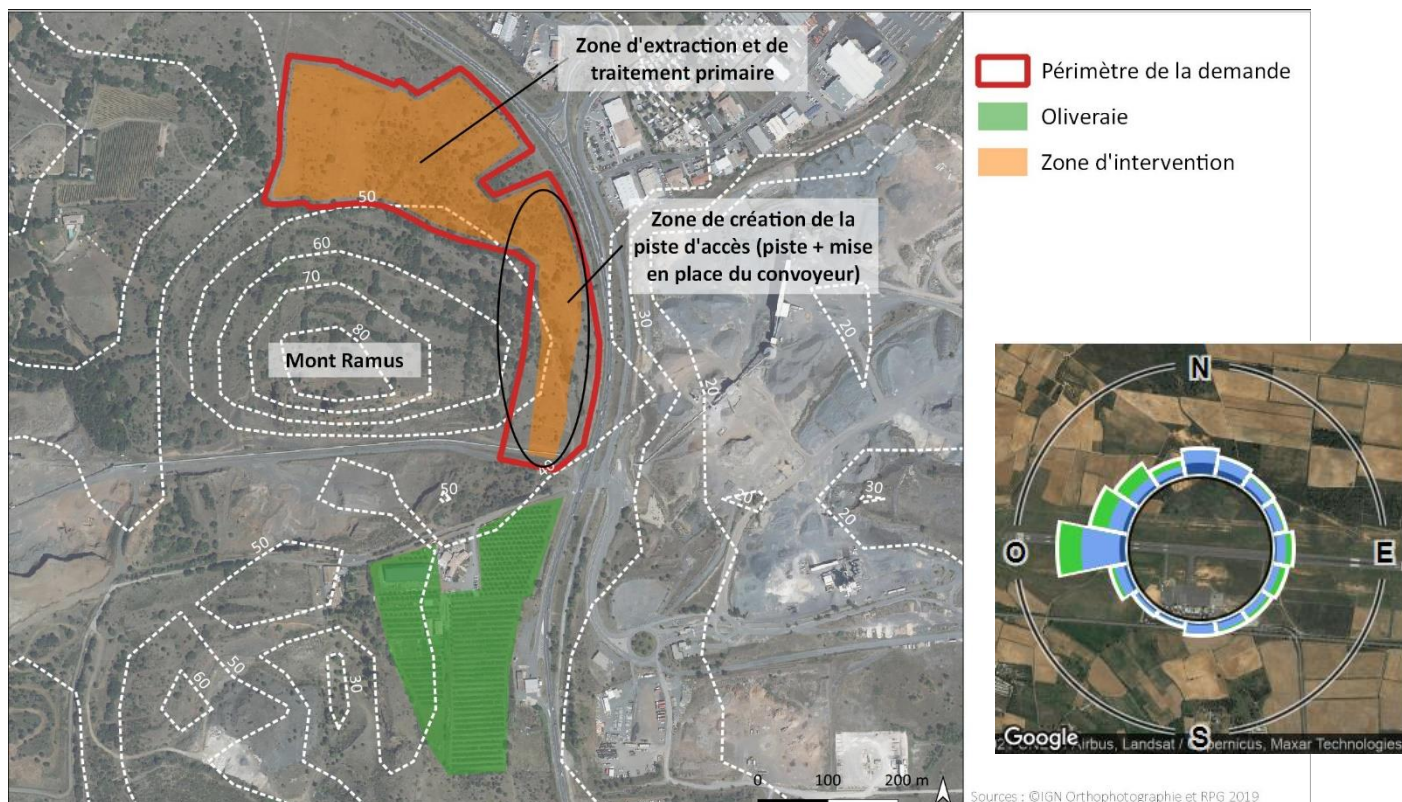 Zone d'extraction et de
traitement primaire
Périmètre de la demande
Oliveraie
Zone d'intervention
50
Zone de création de la
piste d'accès (piste + mise
en place du convoyeur)
60
70
80
Mont Ramus
30
20
20
50
20
30
20
50
50
60
30
N
O
E
S
Google
Airbus, Landsat / Copernicus, Maxar Technologies
0 100 200 m
Sources : ©IGN Orthophotographie et RPG 2019